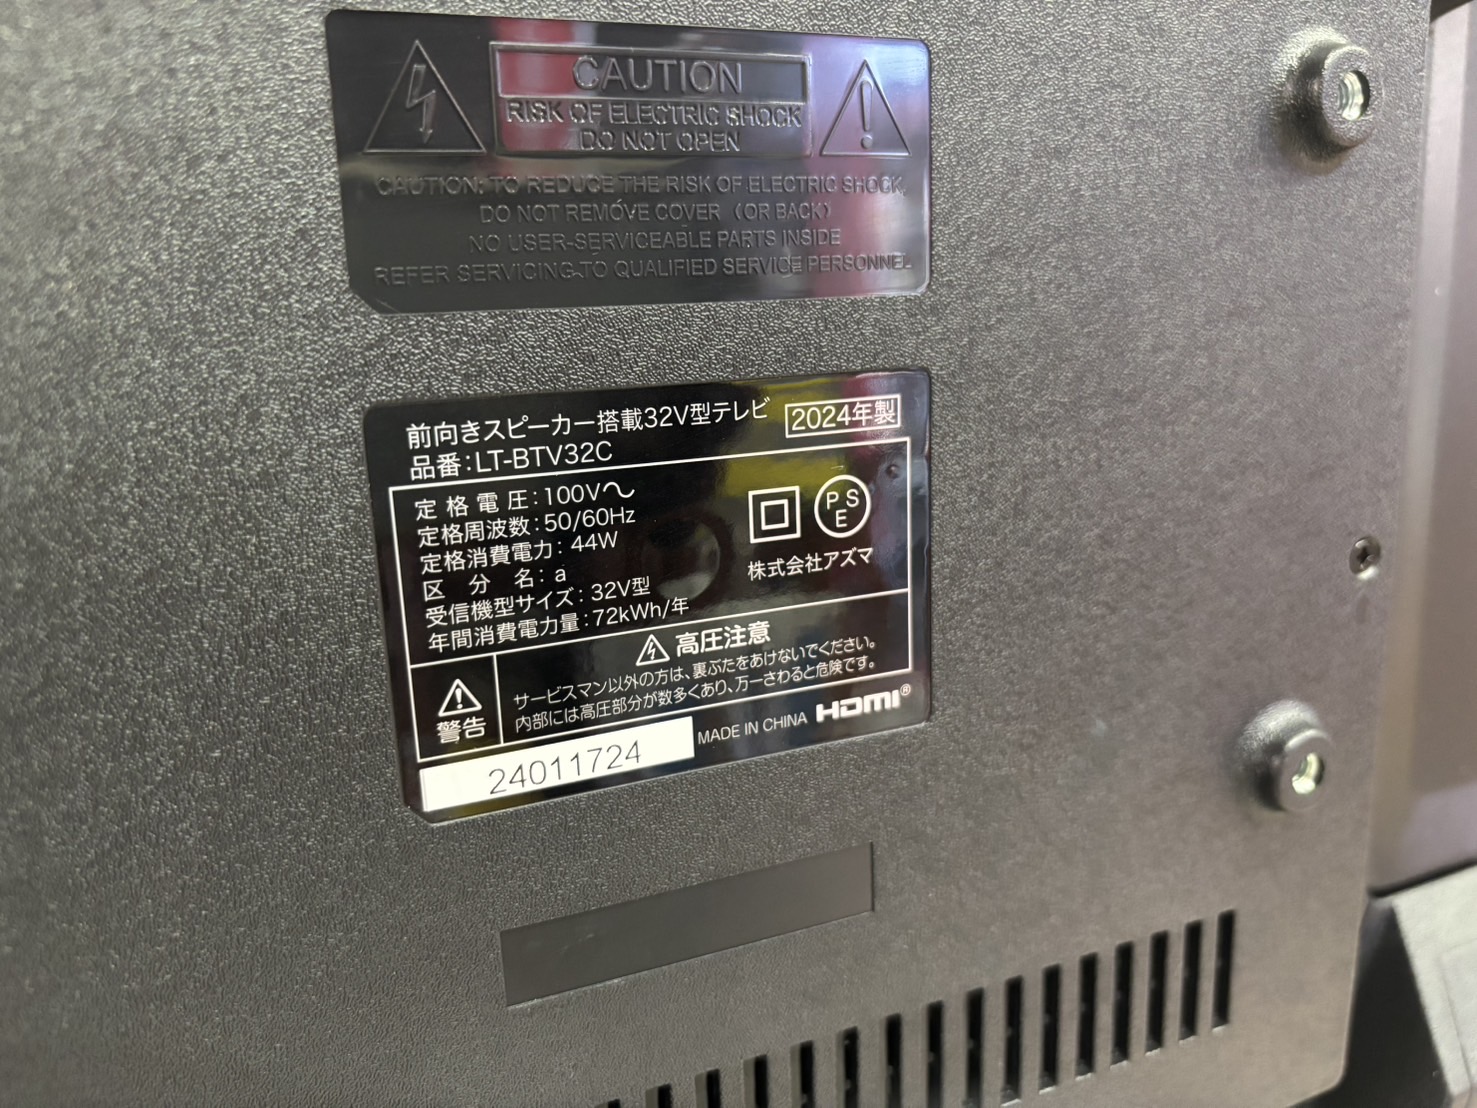 CAUTION
RISK OF ELECTRIC SHOCK
DO NOT OPEN
CAUTION: TO REDUCE THE RISK OF ELECTRIC SHOCK,
DO NOT REMOVE COVER (OR BACK)
NO USER-SERVICEABLE PARTS INSIDE
REFER SERVICING TO QUALIFIED SERVICE PERSONNEL
前向きスピーカー搭載32V型テレビ 2024年製
品番:LT-BTV32C
定格電圧:100V〜
定格周波数:50/60Hz
定格消費電力: 44W
区分名: a
受信機型サイズ: 32V型
年間消費電力量:72kWh/年
PSE
株式会社アズマ
高圧注意
サービスマン以外の方は、裏ぶたをあけないでください。
内部には高圧部分が数多くあり、万一さわると危険です。
警告
24011724
MADE IN CHINA HDMI®